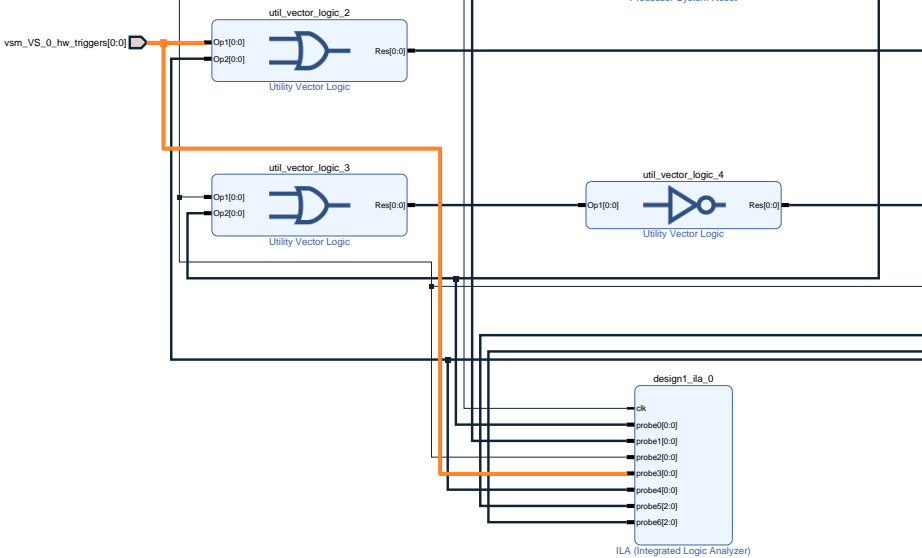 Processor System Reset
util_vector_logic_2
vsm_VS_0_hw_triggers[0:0]
Op1[0:0]
Op2[0:0]
Res[0:0]
Utility Vector Logic
util_vector_logic_3
Op1[0:0]
Op2[0:0]
Res[0:0]
Utility Vector Logic
util_vector_logic_4
Op1[0:0]
Res[0:0]
Utility Vector Logic
design1_ila_0
clk
probe0[0:0]
probe1[0:0]
probe2[0:0]
probe3[0:0]
probe4[0:0]
probe5[2:0]
probe6[2:0]
ILA (Integrated Logic Analyzer)